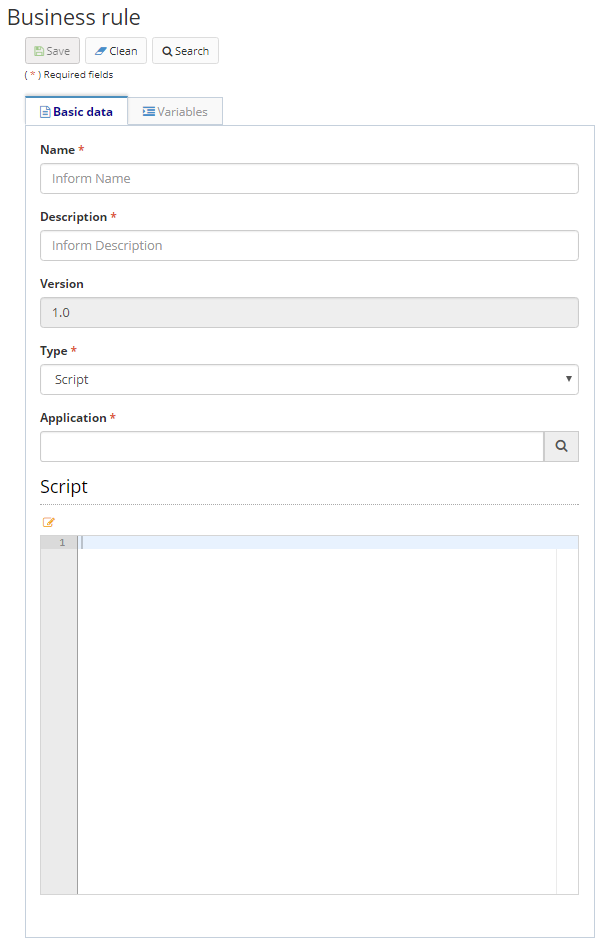 Business rule
Save Clean Search
( * ) Required fields
Basic data Variables
Name *
Inform Name
Description *
Inform Description
Version
1.0
Type *
Script
Application *
Script
1